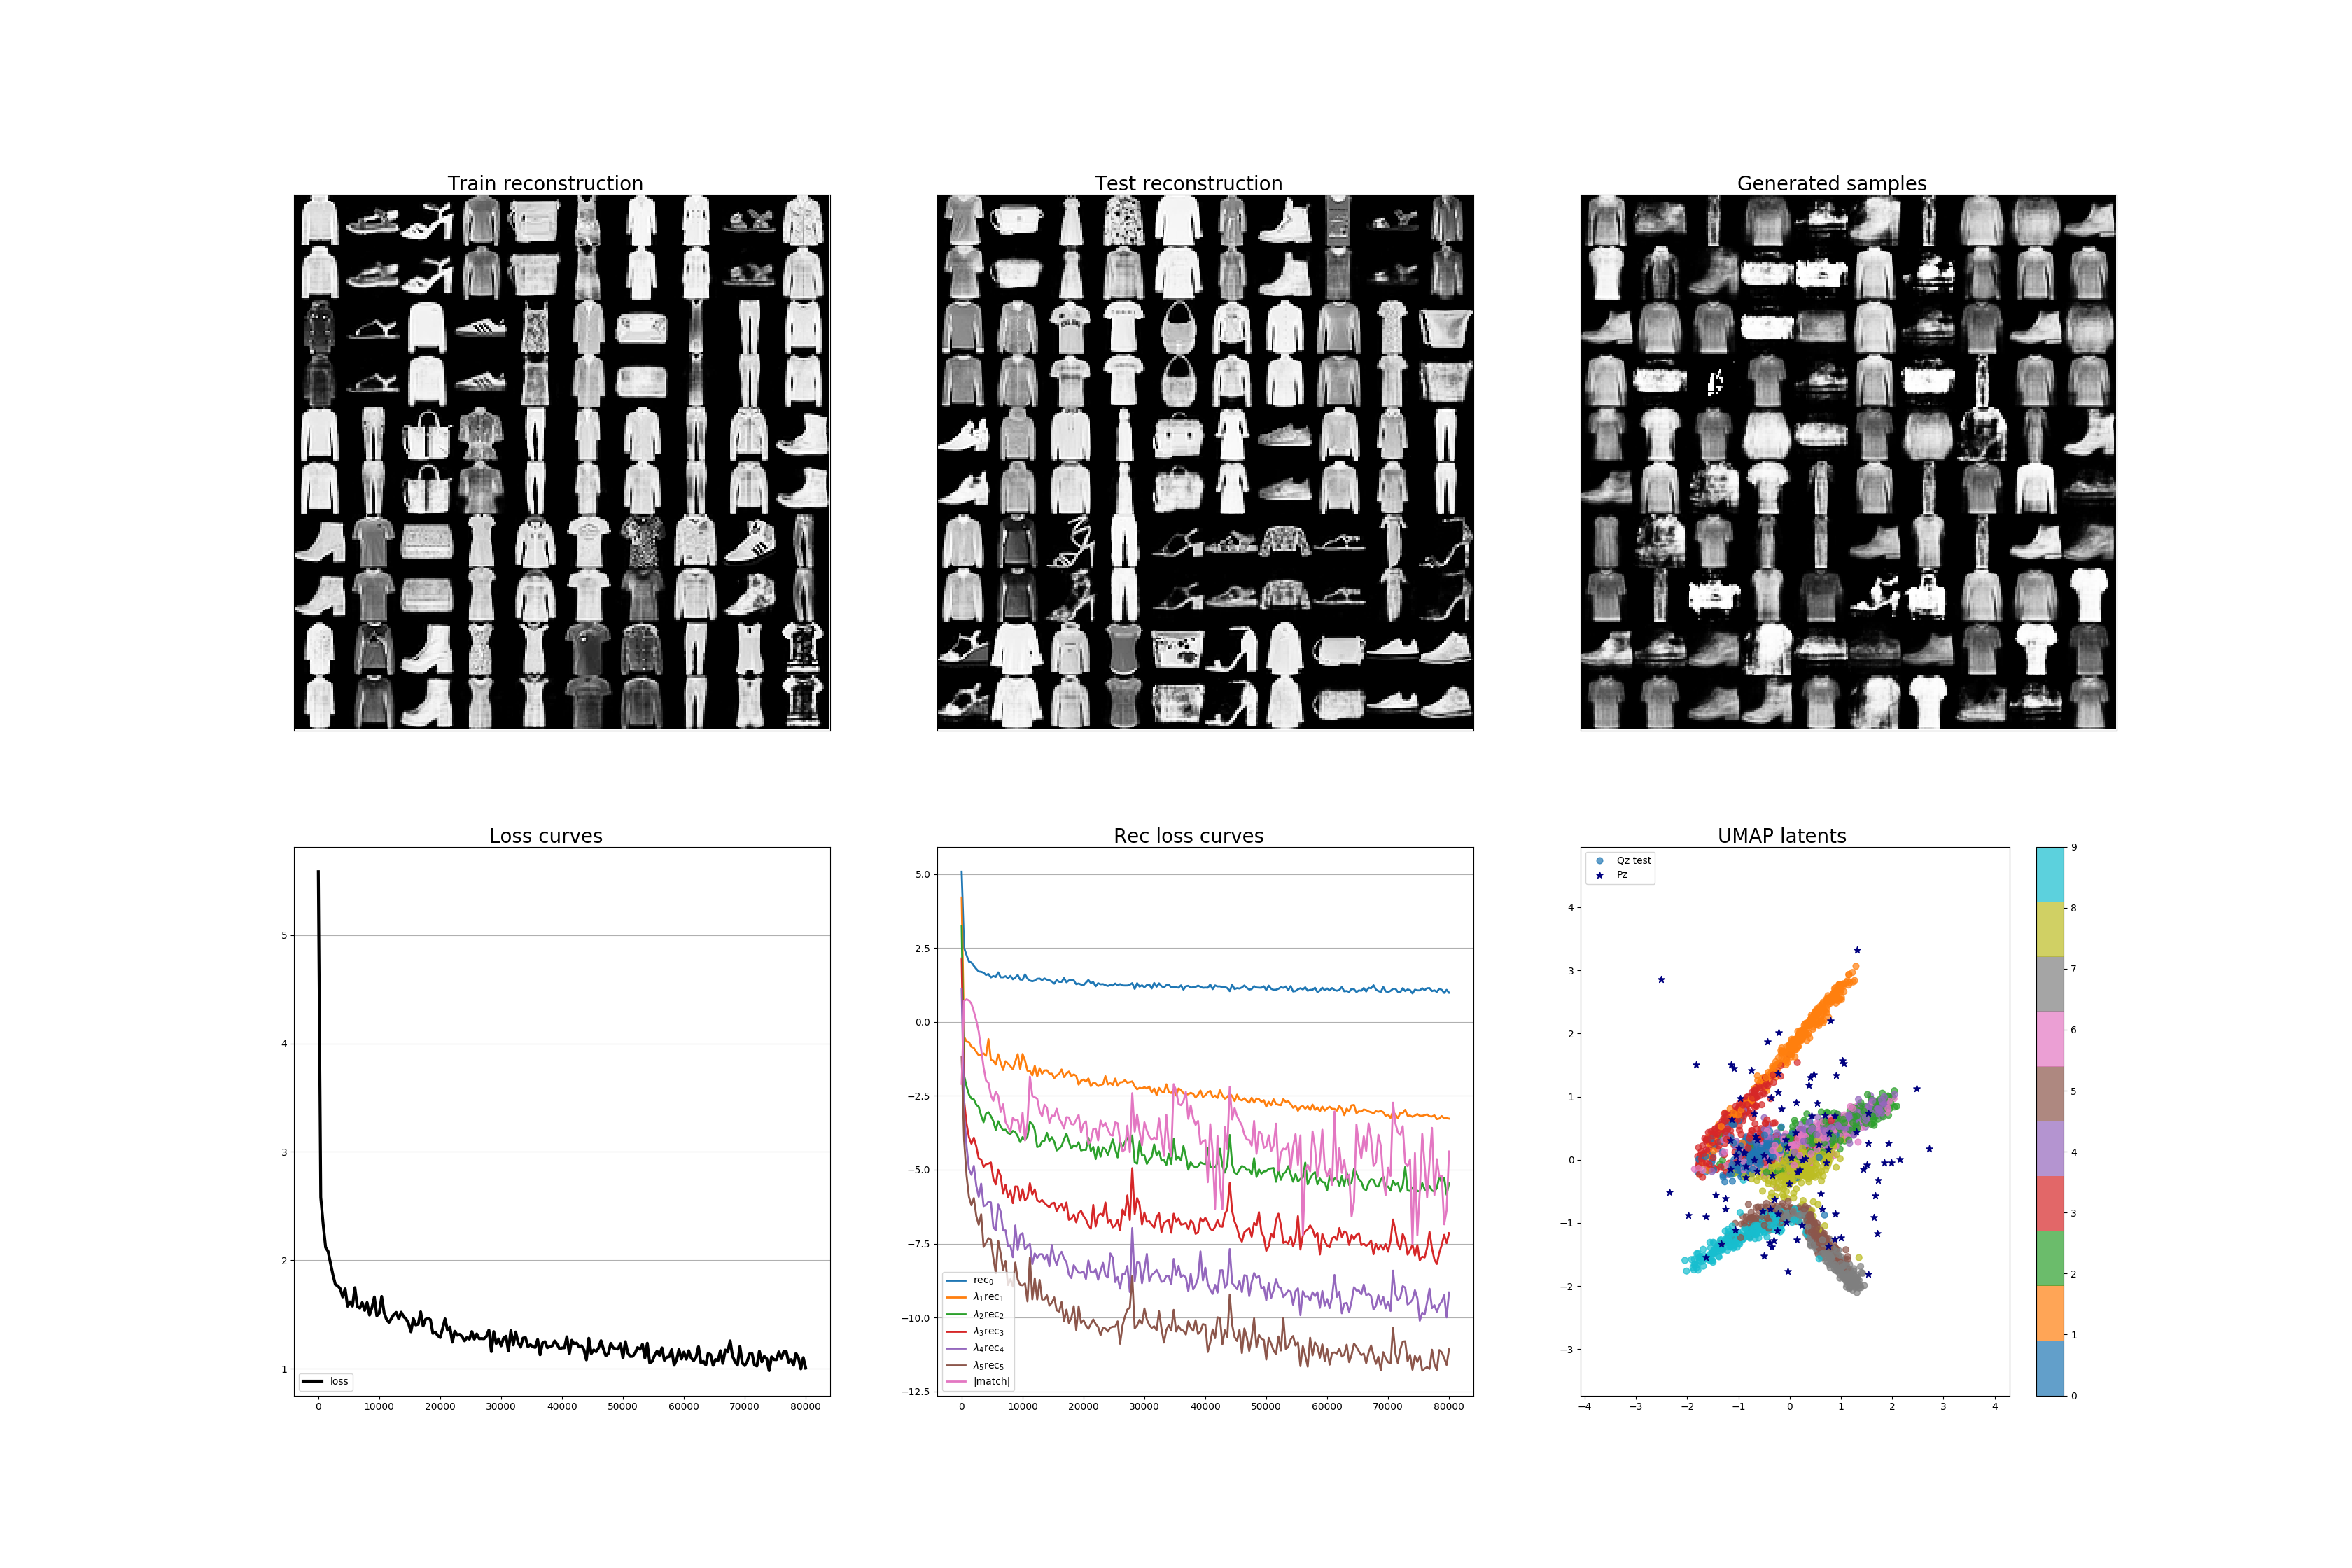 Train reconstruction
Test reconstruction
Generated samples
Loss curves
5
4
3
2
1
0 10000 20000 30000 40000 50000 60000 70000 80000
loss
Rec loss curves
5.0
2.5
0.0
−2.5
−5.0
−7.5
−10.0
−12.5
0 10000 20000 30000 40000 50000 60000 70000 80000
rec₀
λ₁rec₁
λ₂rec₂
λ₃rec₃
λ₄rec₄
λ₅rec₅
|match|
UMAP latents
Qz test
Pz
4
3
2
1
0
−1
−2
−3
−4 −3 −2 −1 0 1 2 3 4
9
8
7
6
5
4
3
2
1
0